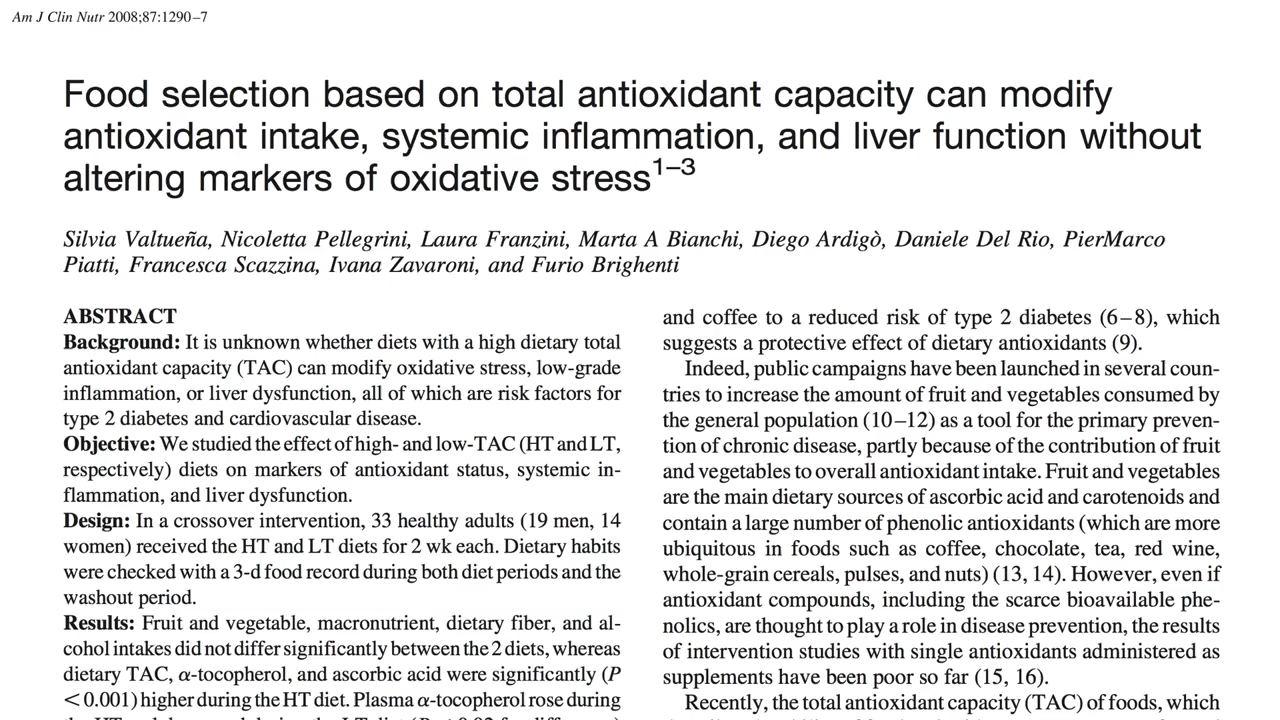 Am J Clin Nutr 2008;87:1290–7
Food selection based on total antioxidant capacity can modify
antioxidant intake, systemic inflammation, and liver function without
altering markers of oxidative stress1–3
Silvia Valtueña, Nicoletta Pellegrini, Laura Franzini, Marta A Bianchi, Diego Ardigò, Daniele Del Rio, PierMarco
Piatti, Francesca Scazzina, Ivana Zavaroni, and Furio Brighenti
ABSTRACT
Background: It is unknown whether diets with a high dietary total
antioxidant capacity (TAC) can modify oxidative stress, low-grade
inflammation, or liver dysfunction, all of which are risk factors for
type 2 diabetes and cardiovascular disease.
Objective: We studied the effect of high- and low-TAC (HT and LT,
respectively) diets on markers of antioxidant status, systemic in-
flammation, and liver dysfunction.
Design: In a crossover intervention, 33 healthy adults (19 men, 14
women) received the HT and LT diets for 2 wk each. Dietary habits
were checked with a 3-d food record during both diet periods and the
washout period.
Results: Fruit and vegetable, macronutrient, dietary fiber, and al-
cohol intakes did not differ significantly between the 2 diets, whereas
dietary TAC, α-tocopherol, and ascorbic acid were significantly (P
< 0.001) higher during the HT diet. Plasma α-tocopherol rose during
and coffee to a reduced risk of type 2 diabetes (6–8), which
suggests a protective effect of dietary antioxidants (9).
Indeed, public campaigns have been launched in several coun-
tries to increase the amount of fruit and vegetables consumed by
the general population (10–12) as a tool for the primary preven-
tion of chronic disease, partly because of the contribution of fruit
and vegetables to overall antioxidant intake. Fruit and vegetables
are the main dietary sources of ascorbic acid and carotenoids and
contain a large number of phenolic antioxidants (which are more
ubiquitous in foods such as coffee, chocolate, tea, red wine,
whole-grain cereals, pulses, and nuts) (13, 14). However, even if
antioxidant compounds, including the scarce bioavailable phe-
nolics, are thought to play a role in disease prevention, the results
of intervention studies with single antioxidants administered as
supplements have been poor so far (15, 16).
Recently, the total antioxidant capacity (TAC) of foods, which